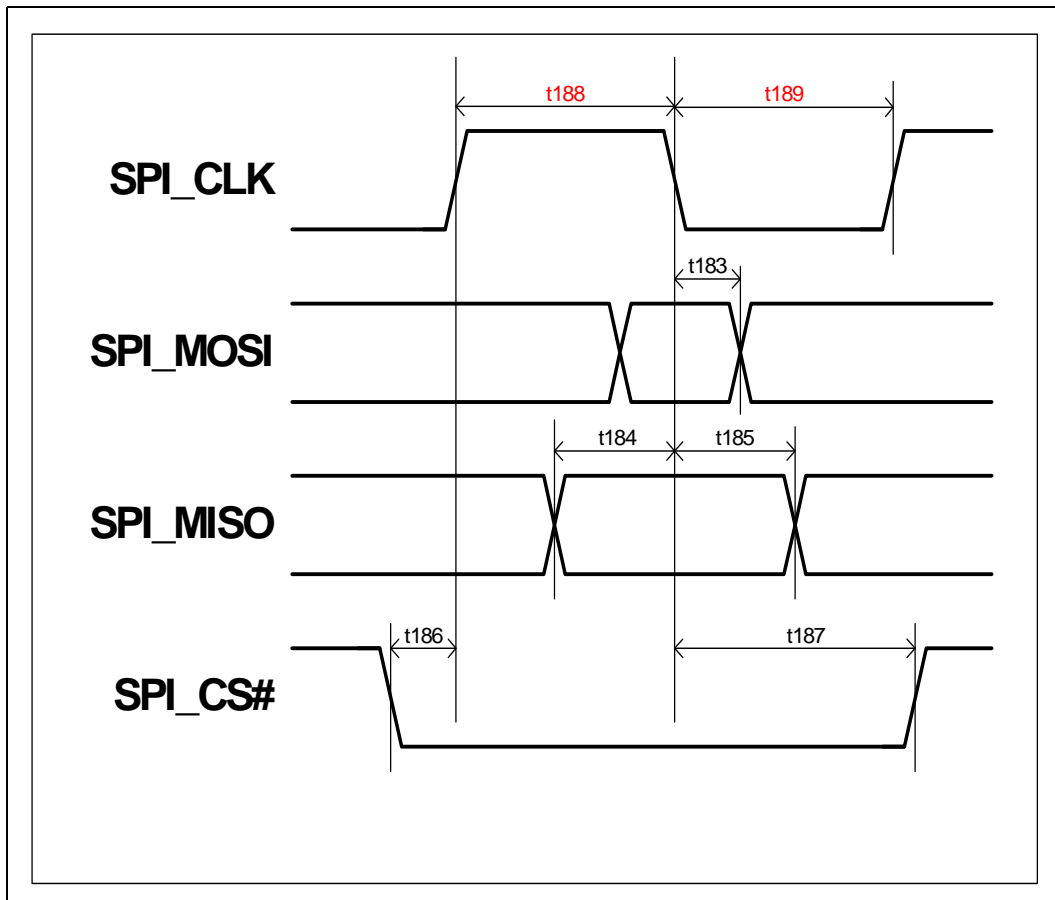 t188
t189
SPI_CLK
t183
SPI_MOSI
t184
t185
SPI_MISO
t186
t187
SPI_CS#